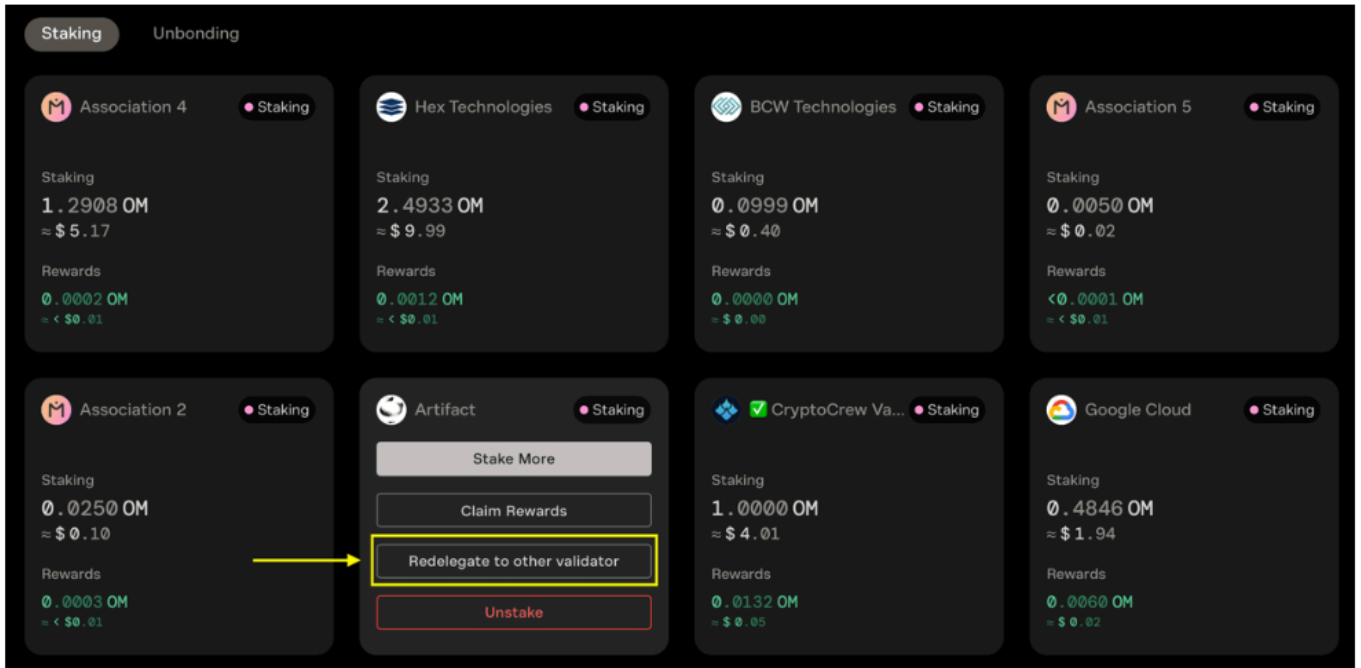 Staking Unbonding
Association 4 Staking
Staking
1.2908 OM
≈ $5.17
Rewards
0.0002 OM
≈ < $0.01
Hex Technologies Staking
Staking
2.4933 OM
≈ $9.99
Rewards
0.0012 OM
≈ < $0.01
BCW Technologies Staking
Staking
0.0999 OM
≈ $0.40
Rewards
0.0000 OM
≈ $0.00
Association 5 Staking
Staking
0.0050 OM
≈ $0.02
Rewards
<0.0001 OM
≈ < $0.01
Association 2 Staking
Staking
0.0250 OM
≈ $0.10
Rewards
0.0003 OM
≈ < $0.01
Artifact Staking
Stake More
Claim Rewards
Redelegate to other validator
Unstake
✅ CryptoCrew Va... Staking
Staking
1.0000 OM
≈ $4.01
Rewards
0.0132 OM
≈ $0.05
Google Cloud Staking
Staking
0.4846 OM
≈ $1.94
Rewards
0.0060 OM
≈ $0.02